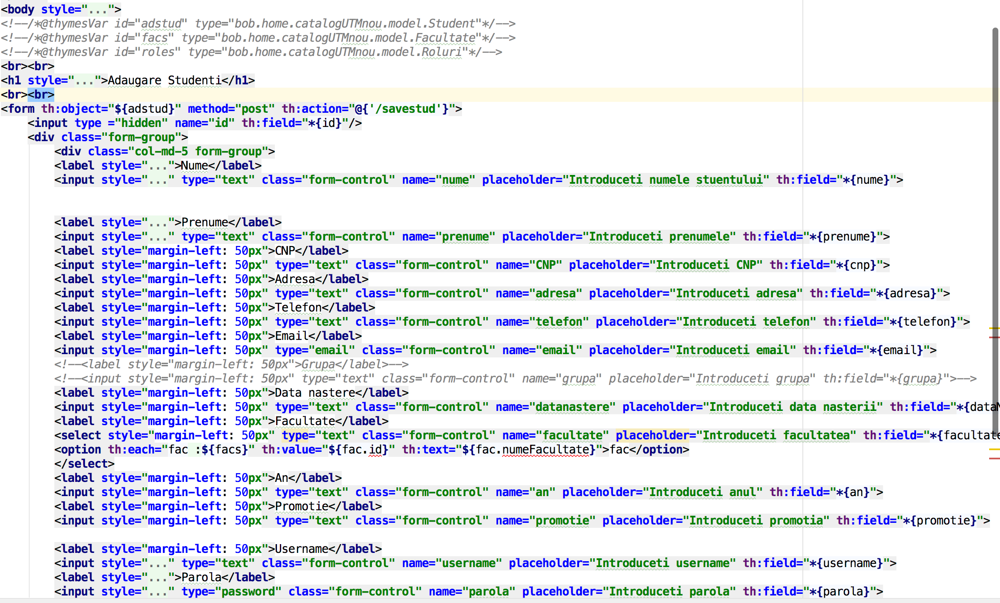 <body style="...">
<!--/*@thymesVar id="adstud" type="bob.home.catalogUTMnou.model.Student"*/-->
<!--/*@thymesVar id="facs" type="bob.home.catalogUTMnou.model.Facultate"*/-->
<!--/*@thymesVar id="roles" type="bob.home.catalogUTMnou.model.Roluri"*/-->
<br><br>
<h1 style="...">Adaugare Studenti</h1>
<br><br>
<form th:object="${adstud}" method="post" th:action="@{'/savestud'}">
<input type ="hidden" name="id" th:field="*{id}"/>
<div class="form-group">
<div class="col-md-5 form-group">
<label style="...">Nume</label>
<input style="..." type="text" class="form-control" name="nume" placeholder="Introduceti numele stuentului" th:field="*{nume}">
<label style="...">Prenume</label>
<input style="..." type="text" class="form-control" name="prenume" placeholder="Introduceti prenumele" th:field="*{prenume}">
<label style="margin-left: 50px">CNP</label>
<input style="margin-left: 50px" type="text" class="form-control" name="CNP" placeholder="Introduceti CNP" th:field="*{cnp}">
<label style="margin-left: 50px">Adresa</label>
<input style="margin-left: 50px" type="text" class="form-control" name="adresa" placeholder="Introduceti adresa" th:field="*{adresa}">
<label style="margin-left: 50px">Telefon</label>
<input style="margin-left: 50px" type="text" class="form-control" name="telefon" placeholder="Introduceti telefon" th:field="*{telefon}">
<label style="margin-left: 50px">Email</label>
<input style="margin-left: 50px" type="email" class="form-control" name="email" placeholder="Introduceti email" th:field="*{email}">
<!--<label style="margin-left: 50px">Grupa</label>-->
<!--<input style="margin-left: 50px" type="text" class="form-control" name="grupa" placeholder="Introduceti grupa" th:field="*{grupa}">-->
<label style="margin-left: 50px">Data nastere</label>
<input style="margin-left: 50px" type="text" class="form-control" name="datanastere" placeholder="Introduceti data nasterii" th:field="*{dataN
<label style="margin-left: 50px">Facultate</label>
<select style="margin-left: 50px" type="text" class="form-control" name="facultate" placeholder="Introduceti facultatea" th:field="*{facultate
<option th:each="fac :${facs}" th:value="${fac.id}" th:text="${fac.numeFacultate}">fac</option>
</select>
<label style="margin-left: 50px">An</label>
<input style="margin-left: 50px" type="text" class="form-control" name="an" placeholder="Introduceti anul" th:field="*{an}">
<label style="margin-left: 50px">Promotie</label>
<input style="margin-left: 50px" type="text" class="form-control" name="promotie" placeholder="Introduceti promotia" th:field="*{promotie}">
<label style="margin-left: 50px">Username</label>
<input style="..." type="text" class="form-control" name="username" placeholder="Introduceti username" th:field="*{username}">
<label style="...">Parola</label>
<input style="..." type="password" class="form-control" name="parola" placeholder="Introduceti parola" th:field="*{parola}">